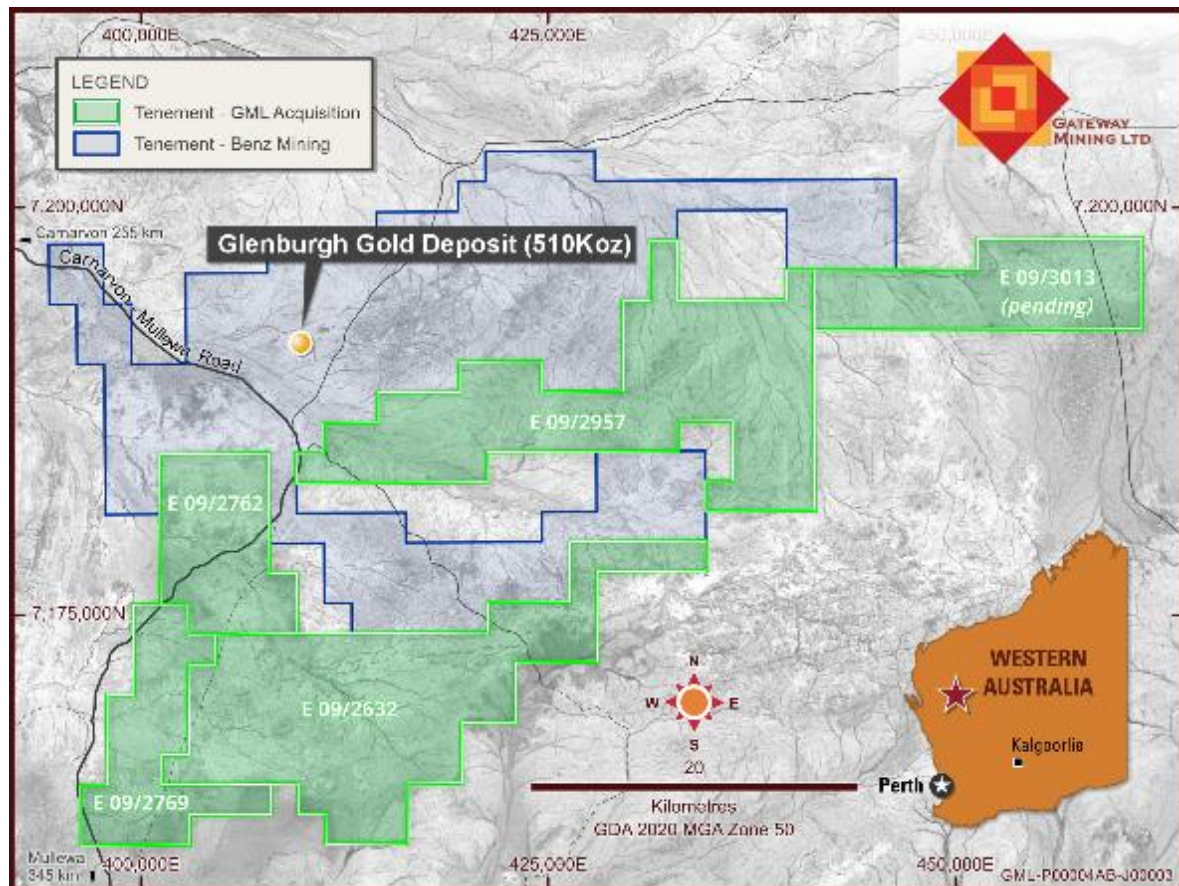 400,000E
425,000E
450,000E
LEGEND
Tenement - GML Acquisition
Tenement - Benz Mining
GATEWAY
MINING LTD
7,200,000N
7,200,000N
Carnarvon 255 km
Glenburgh Gold Deposit (510Koz)
Carnarvon - Mullewa Road
E 09/3013
(pending)
E 09/2957
E 09/2762
7,175,000N
E 09/2632
N
W
E
S
WESTERN
AUSTRALIA
Kalgoorlie
Perth
20
Kilometres
GDA 2020 MGA Zone 50
E 09/2769
Mullewa
345 km
400,000E
425,000E
450,000E
GML-P00004AB-J00003